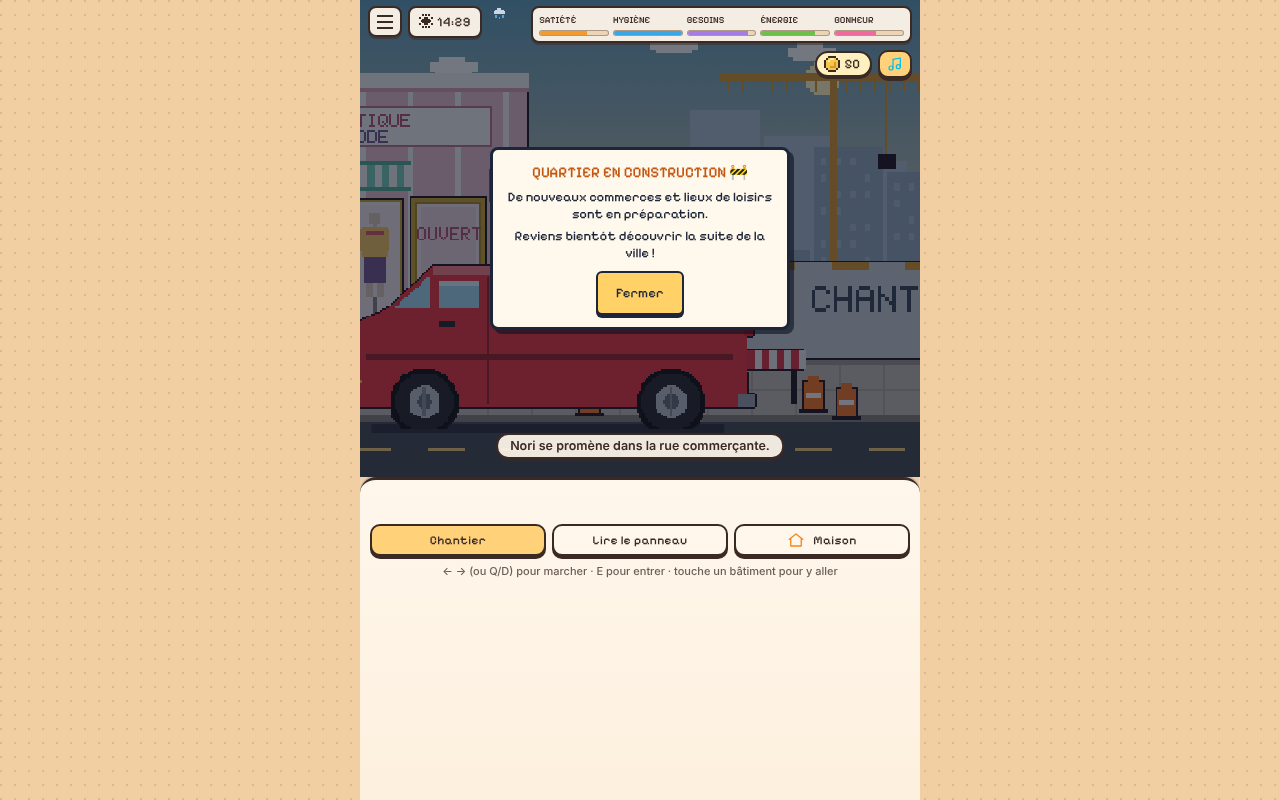 14:29
SATIÉTÉ
HYGIÈNE
BESOINS
ÉNERGIE
BONHEUR
80
TIQUE
ODE
OUVERT
QUARTIER EN CONSTRUCTION
De nouveaux commerces et lieux de loisirs
sont en préparation.
Reviens bientôt découvrir la suite de la
ville !
Fermer
CHANT
Nori se promène dans la rue commerçante.
Chantier
Lire le panneau
Maison
← → (ou Q/D) pour marcher · E pour entrer · touche un bâtiment pour y aller